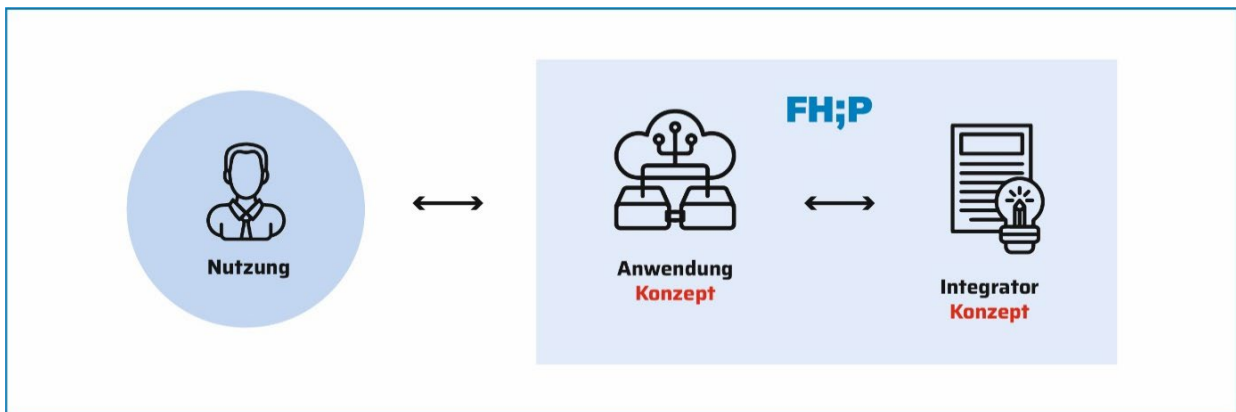 FH;P
Nutzung
Anwendung
Konzept
Integrator
Konzept